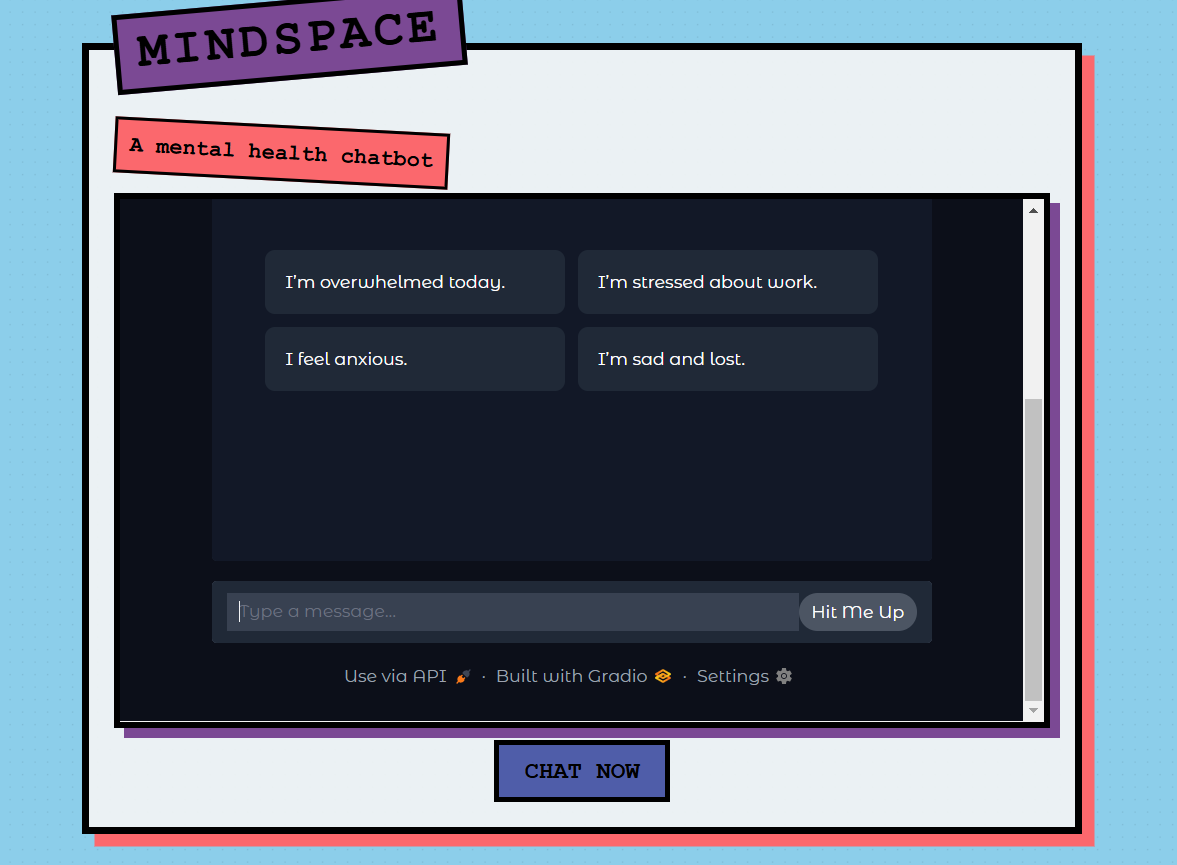 MINDSPACE
A mental health chatbot
I'm overwhelmed today.
I'm stressed about work.
I feel anxious.
I'm sad and lost.
Type a message...
Hit Me Up
Use via API · Built with Gradio · Settings
CHAT NOW